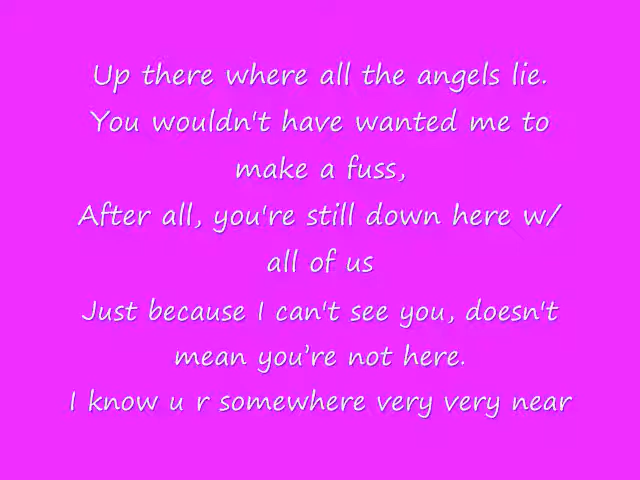 Up there where all the angels lie.
You wouldn't have wanted me to
make a fuss,
After all, you're still down here w/
all of us
Just because I can't see you, doesn't
mean you’re not here.
I know u r somewhere very very near